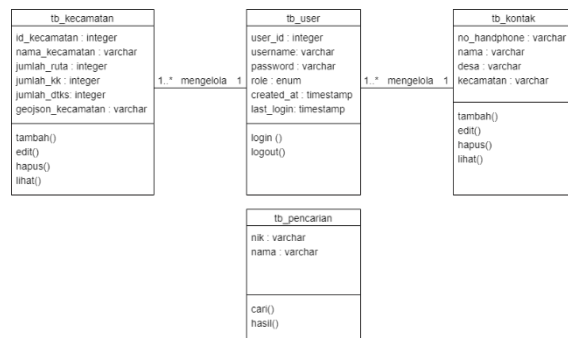 tb_kecamatan
id_kecamatan : integer
nama_kecamatan : varchar
jumlah_ruta : integer
jumlah_kk : integer
jumlah_dtks: integer
geojson_kecamatan : varchar
tambah()
edit()
hapus()
lihat()
1..* mengelola 1
tb_user
user_id : integer
username: varchar
password : varchar
role : enum
created_at : timestamp
last_login: timestamp
login ()
logout()
1..* mengelola 1
tb_kontak
no_handphone : varchar
nama : varchar
desa : varchar
kecamatan : varchar
tambah()
edit()
hapus()
lihat()
tb_pencarian
nik : varchar
nama : varchar
cari()
hasil()